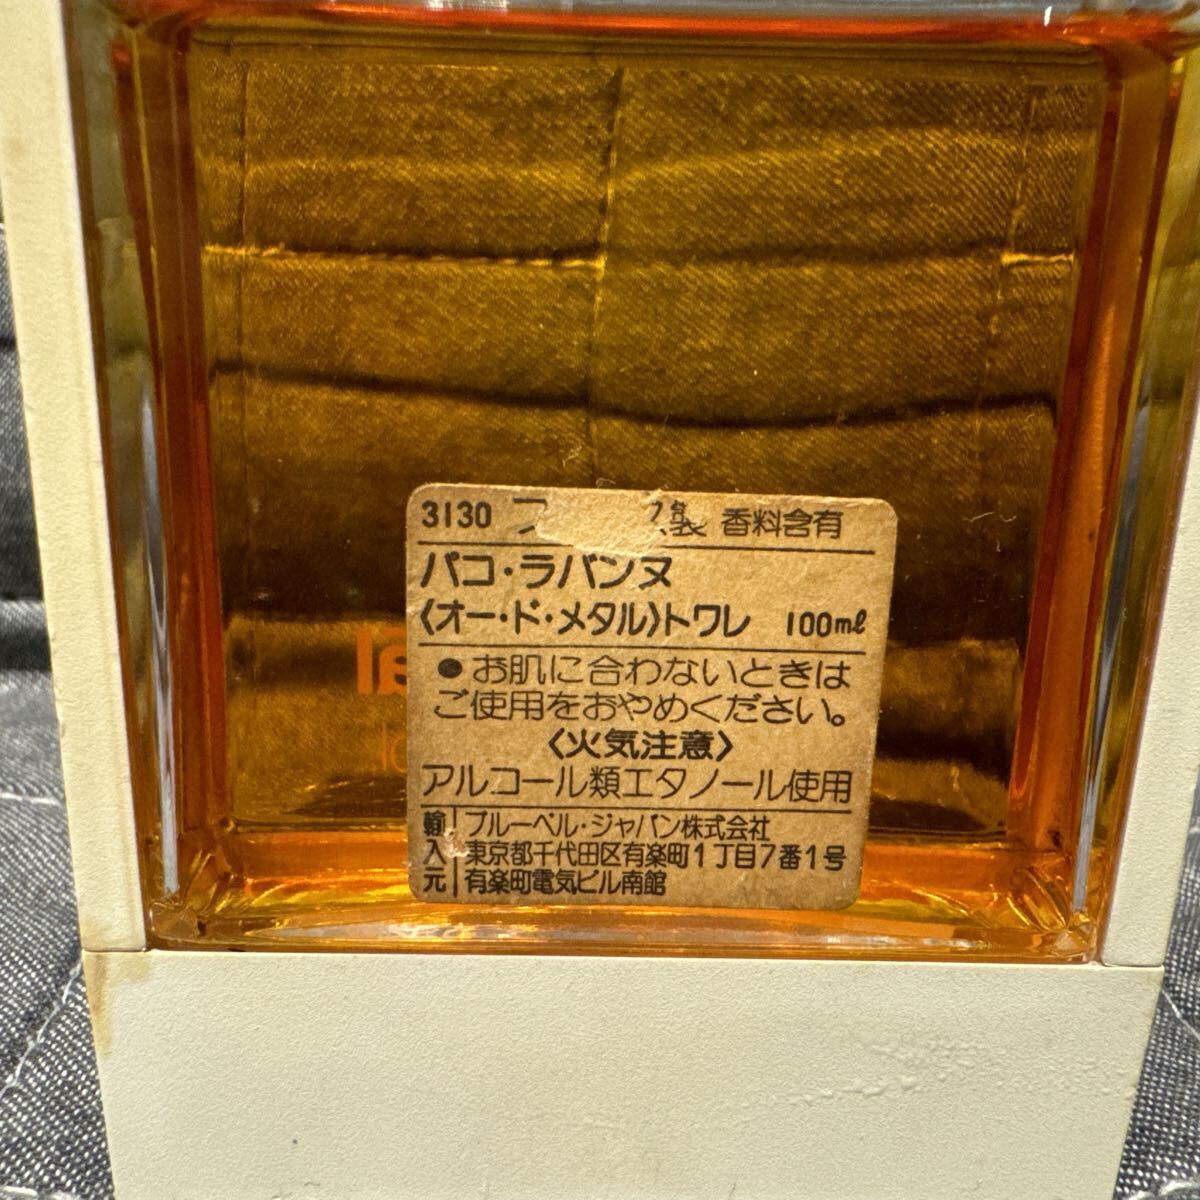 3130 フ 製 香料含有
パコ・ラバンヌ
〈オー・ド・メタル〉トワレ 100ml
●お肌に合わないときは
ご使用をおやめください。
〈火気注意〉
アルコール類エタノール使用
輸入元
ブルーベル・ジャパン株式会社
東京都千代田区有楽町1丁目7番1号
有楽町電気ビル南館